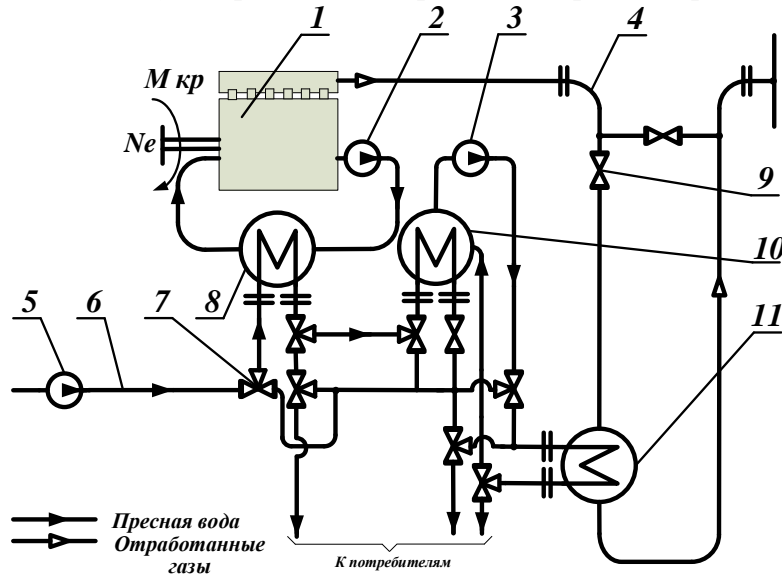 1
2
3
4
М кр
Ne
9
10
5
6
7
8
11
Пресная вода
Отработанные
газы
К потребителям